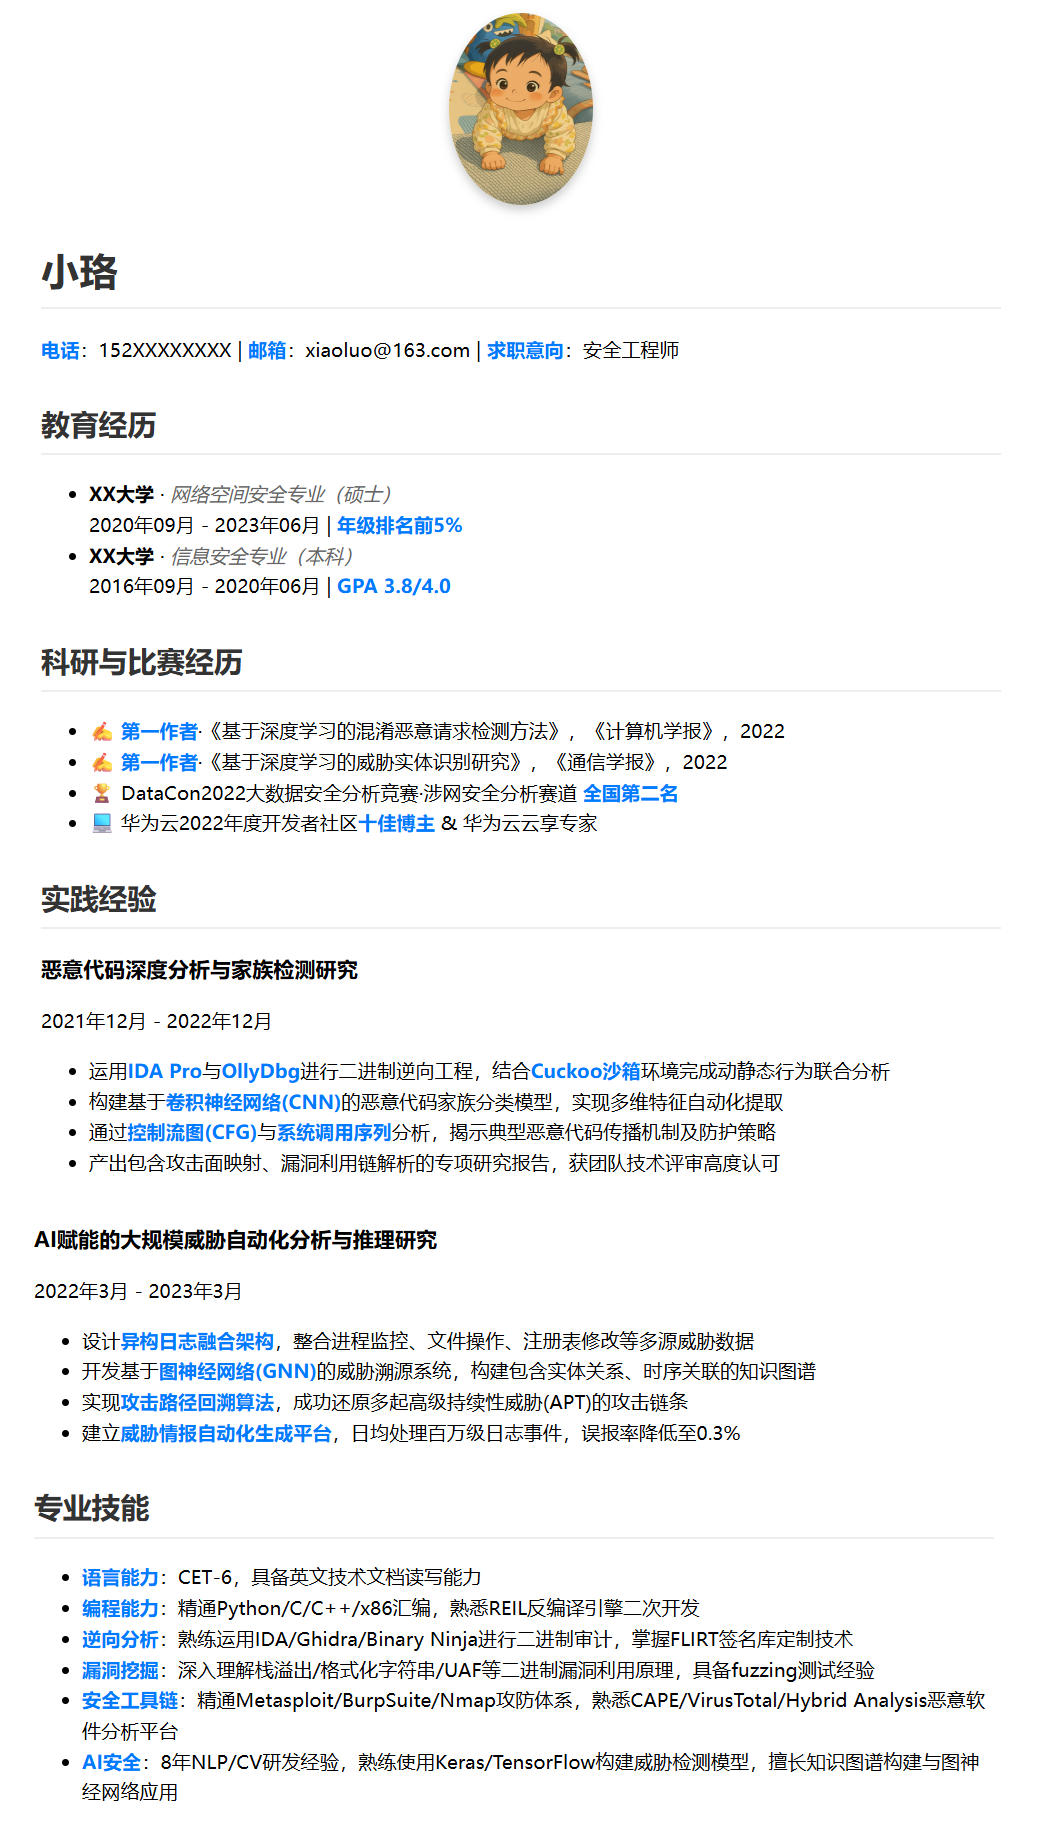 小珞
电话：152XXXXXXXX | 邮箱：xiaoluo@163.com | 求职意向：安全工程师
教育经历
XX大学 · 网络空间安全专业（硕士）
2020年09月 - 2023年06月 | 年级排名前5%
XX大学 · 信息安全专业（本科）
2016年09月 - 2020年06月 | GPA 3.8/4.0
科研与比赛经历
✍️ 第一作者·《基于深度学习的混淆恶意请求检测方法》，《计算机学报》，2022
✍️ 第一作者·《基于深度学习的威胁实体识别研究》，《通信学报》，2022
🏆 DataCon2022大数据安全分析竞赛·涉网安全分析赛道 全国第二名
💻 华为云2022年度开发者社区十佳博主 & 华为云云享专家
实践经验
恶意代码深度分析与家族检测研究
2021年12月 - 2022年12月
运用IDA Pro与OllyDbg进行二进制逆向工程，结合Cuckoo沙箱环境完成动静态行为联合分析
构建基于卷积神经网络(CNN)的恶意代码家族分类模型，实现多维特征自动化提取
通过控制流图(CFG)与系统调用序列分析，揭示典型恶意代码传播机制及防护策略
产出包含攻击面映射、漏洞利用链解析的专项研究报告，获团队技术评审高度认可
AI赋能的大规模威胁自动化分析与推理研究
2022年3月 - 2023年3月
设计异构日志融合架构，整合进程监控、文件操作、注册表修改等多源威胁数据
开发基于图神经网络(GNN)的威胁溯源系统，构建包含实体关系、时序关联的知识图谱
实现攻击路径回溯算法，成功还原多起高级持续性威胁(APT)的攻击链条
建立威胁情报自动化生成平台，日均处理百万级日志事件，误报率降低至0.3%
专业技能
语言能力：CET-6，具备英文技术文档读写能力
编程能力：精通Python/C/C++/x86汇编，熟悉REIL反编译引擎二次开发
逆向分析：熟练运用IDA/Ghidra/Binary Ninja进行二进制审计，掌握FLIRT签名库定制技术
漏洞挖掘：深入理解栈溢出/格式化字符串/UAF等二进制漏洞利用原理，具备fuzzing测试经验
安全工具链：精通Metasploit/BurpSuite/Nmap攻防体系，熟悉CAPE/VirusTotal/Hybrid Analysis恶意软
件分析平台
AI安全：8年NLP/CV研发经验，熟练使用Keras/TensorFlow构建威胁检测模型，擅长知识图谱构建与图神
经网络应用